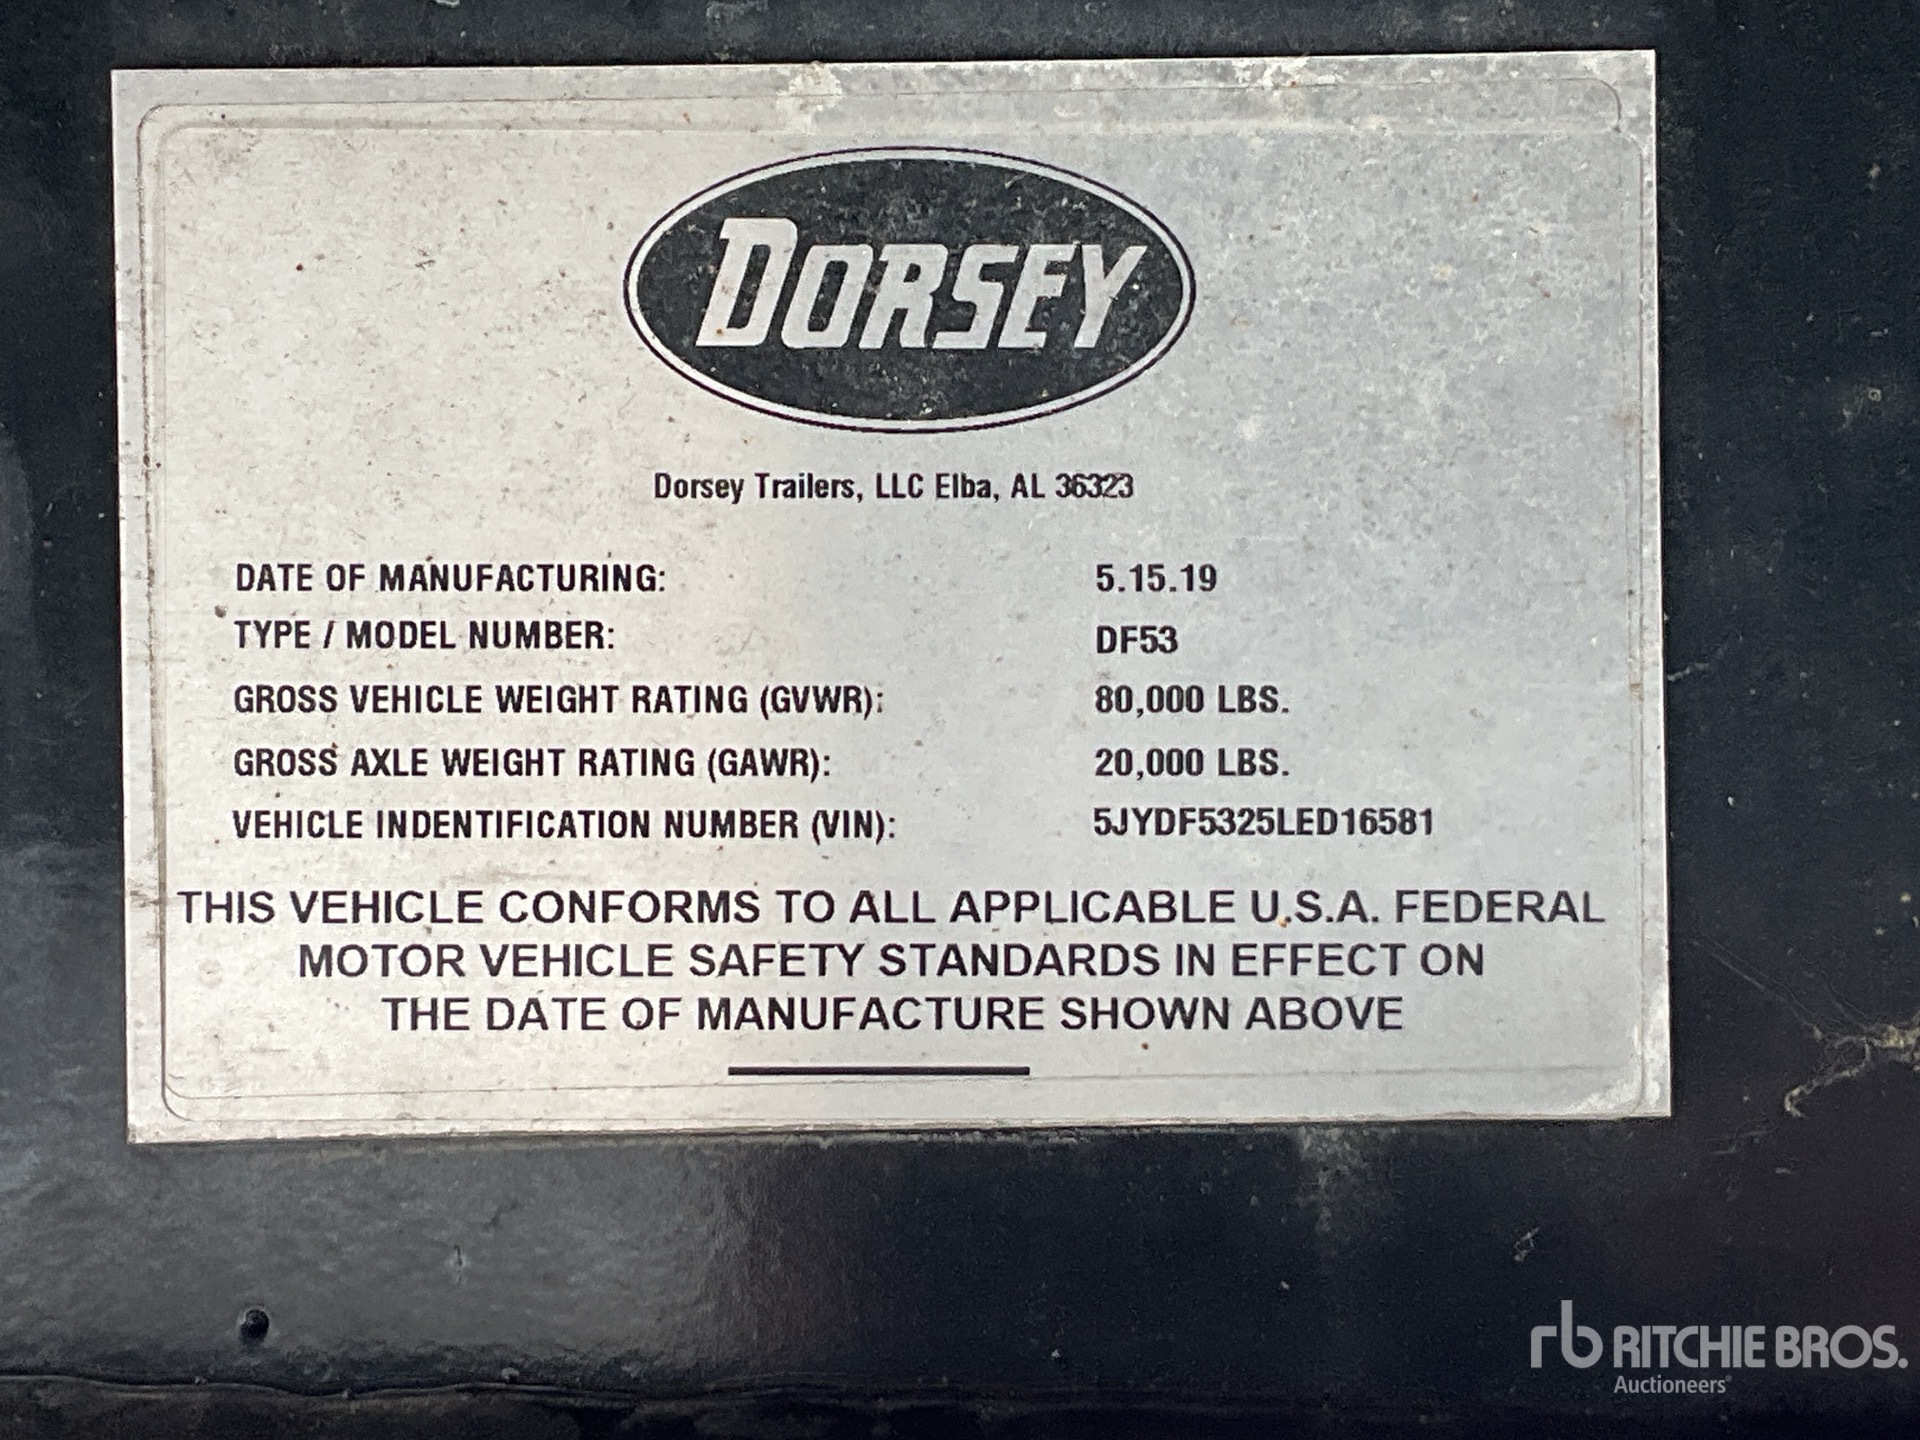 DORSEY
Dorsey Trailers, LLC Elba, AL 36323
DATE OF MANUFACTURING: 5.15.19
TYPE / MODEL NUMBER: DF53
GROSS VEHICLE WEIGHT RATING (GVWR): 80,000 LBS.
GROSS AXLE WEIGHT RATING (GAWR): 20,000 LBS.
VEHICLE INDENTIFICATION NUMBER (VIN): 5JYDF5325LED16581
THIS VEHICLE CONFORMS TO ALL APPLICABLE U.S.A. FEDERAL
MOTOR VEHICLE SAFETY STANDARDS IN EFFECT ON
THE DATE OF MANUFACTURE SHOWN ABOVE
rb RITCHIE BROS.
Auctioneers®